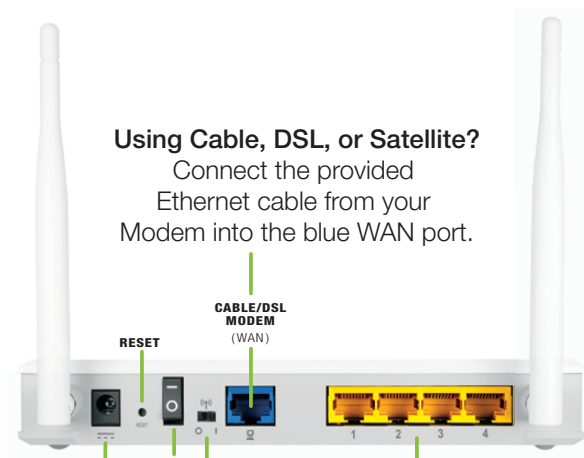 Using Cable, DSL, or Satellite?
Connect the provided
Ethernet cable from your
Modem into the blue WAN port.
CABLE/DSL
MODEM
(WAN)
RESET
RESET
O I
1 2 3 4